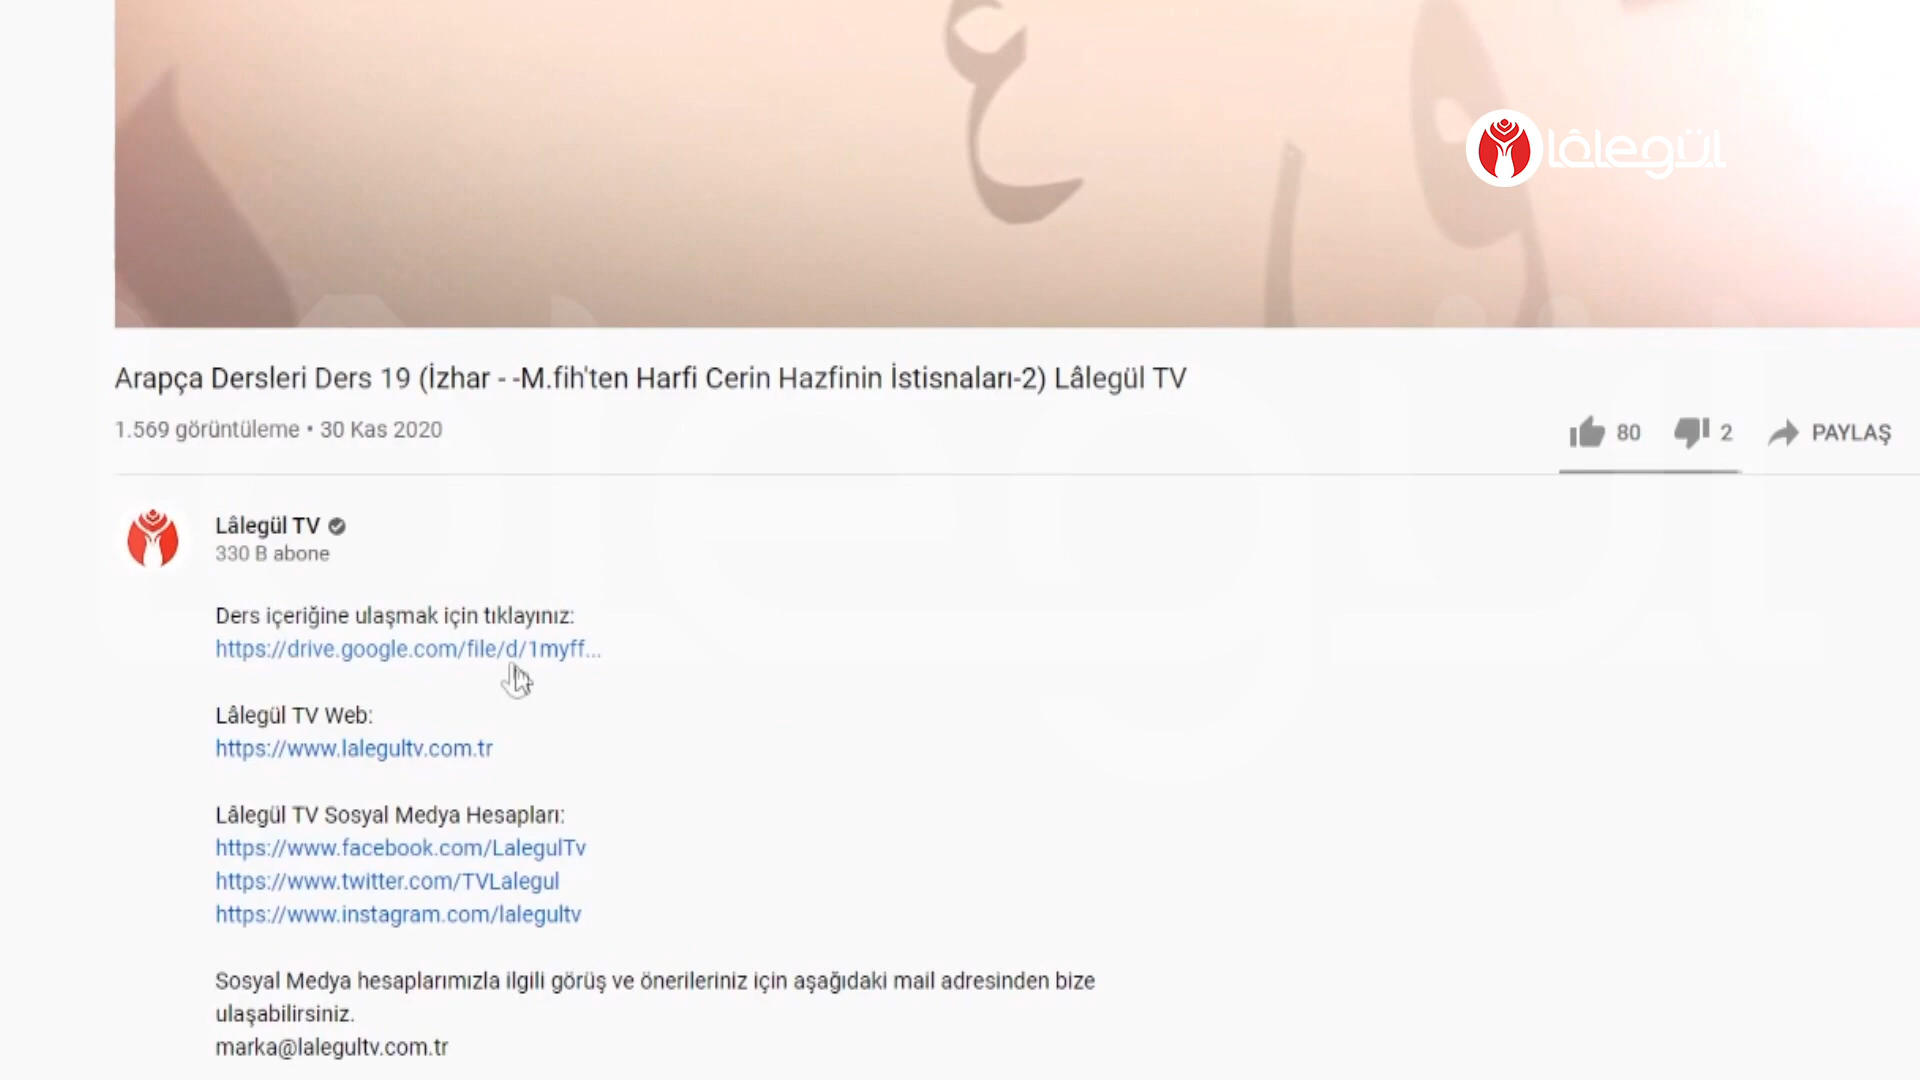 ع
و
ر
lâlegül
Arapça Dersleri Ders 19 (İzhar - -M.fih'ten Harfi Cerin Hazfinin İstisnaları-2) Lâlegül TV
1.569 görüntüleme • 30 Kas 2020
80 2 PAYLAŞ
Lâlegül TV
330 B abone
Ders içeriğine ulaşmak için tıklayınız:
https://drive.google.com/file/d/1myff...
Lâlegül TV Web:
https://www.lalegultv.com.tr
Lâlegül TV Sosyal Medya Hesapları:
https://www.facebook.com/LalegulTv
https://www.twitter.com/TVLalegul
https://www.instagram.com/lalegultv
Sosyal Medya hesaplarımızla ilgili görüş ve önerileriniz için aşağıdaki mail adresinden bize
ulaşabilirsiniz.
marka@lalegultv.com.tr